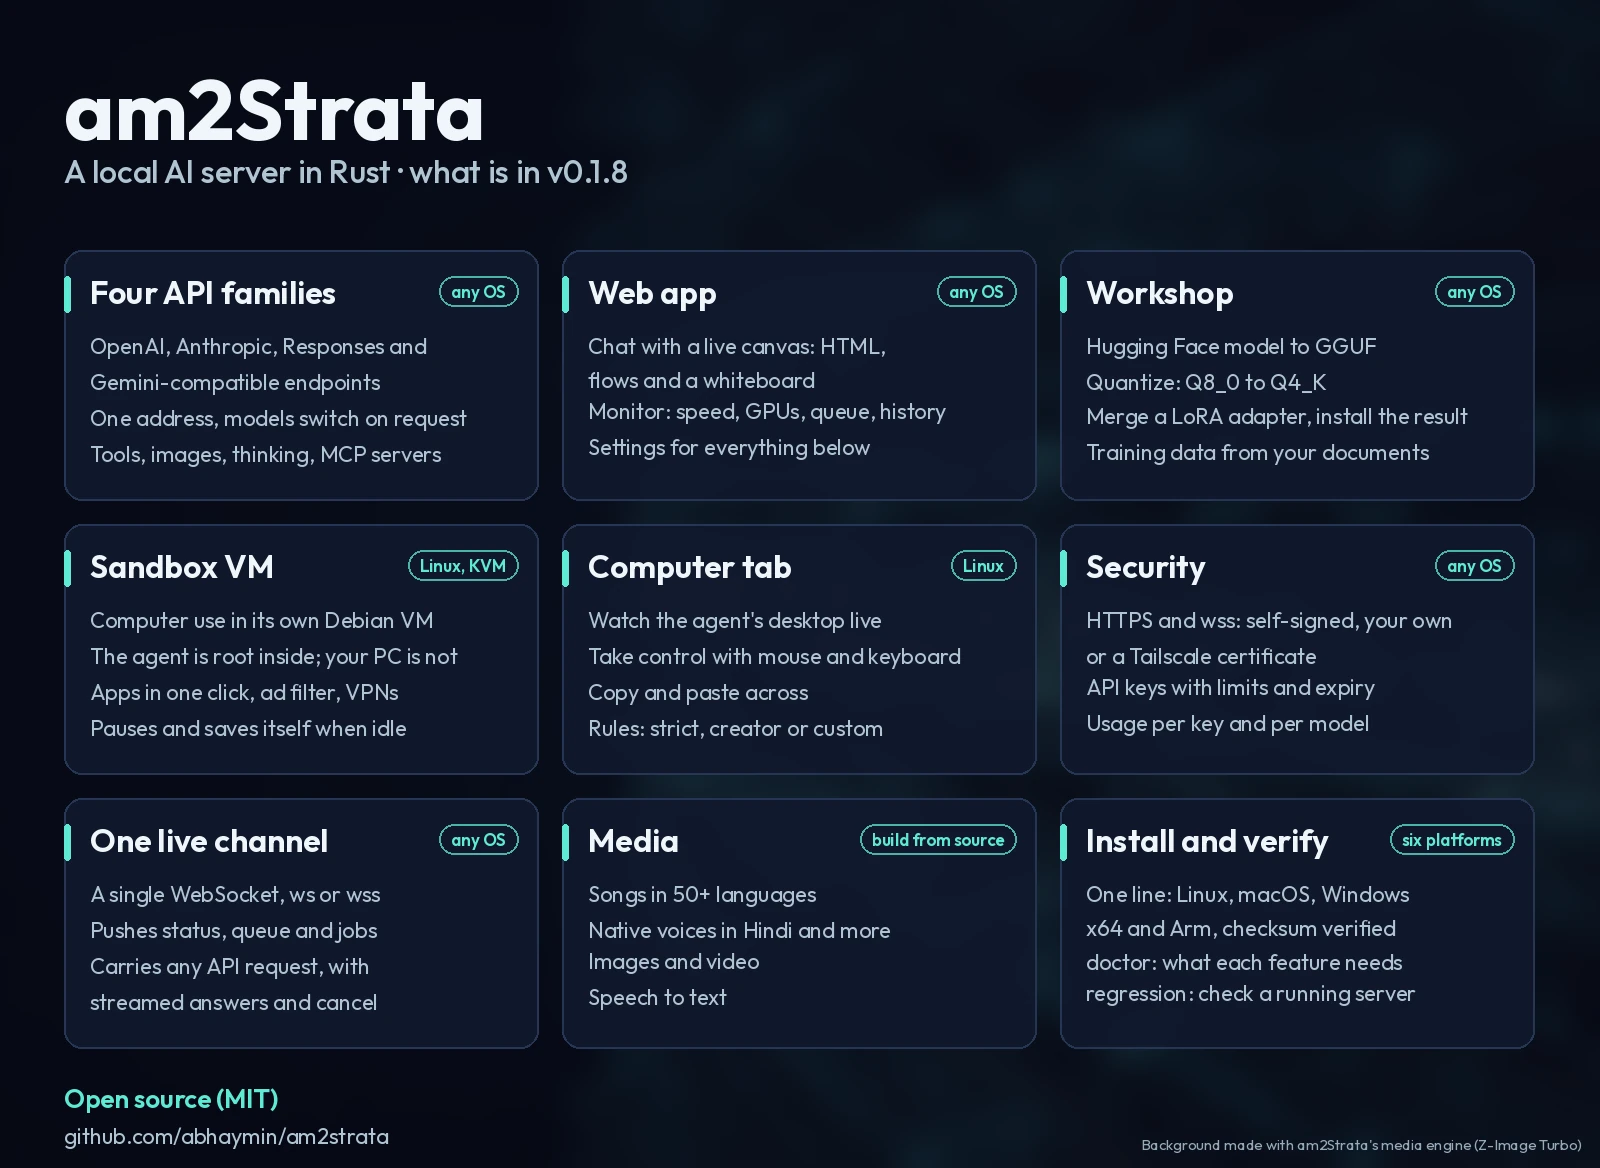 am2Strata
A local AI server in Rust · what is in v0.1.8
Four API families
any OS
OpenAI, Anthropic, Responses and
Gemini-compatible endpoints
One address, models switch on request
Tools, images, thinking, MCP servers
Web app
any OS
Chat with a live canvas: HTML,
flows and a whiteboard
Monitor: speed, GPUs, queue, history
Settings for everything below
Workshop
any OS
Hugging Face model to GGUF
Quantize: Q8_0 to Q4_K
Merge a LoRA adapter, install the result
Training data from your documents
Sandbox VM
Linux, KVM
Computer use in its own Debian VM
The agent is root inside; your PC is not
Apps in one click, ad filter, VPNs
Pauses and saves itself when idle
Computer tab
Linux
Watch the agent's desktop live
Take control with mouse and keyboard
Copy and paste across
Rules: strict, creator or custom
Security
any OS
HTTPS and wss: self-signed, your own
or a Tailscale certificate
API keys with limits and expiry
Usage per key and per model
One live channel
any OS
A single WebSocket, ws or wss
Pushes status, queue and jobs
Carries any API request, with
streamed answers and cancel
Media
build from source
Songs in 50+ languages
Native voices in Hindi and more
Images and video
Speech to text
Install and verify
six platforms
One line: Linux, macOS, Windows
x64 and Arm, checksum verified
doctor: what each feature needs
regression: check a running server
Open source (MIT)
github.com/abhaymin/am2strata
Background made with am2Strata's media engine (Z-Image Turbo)